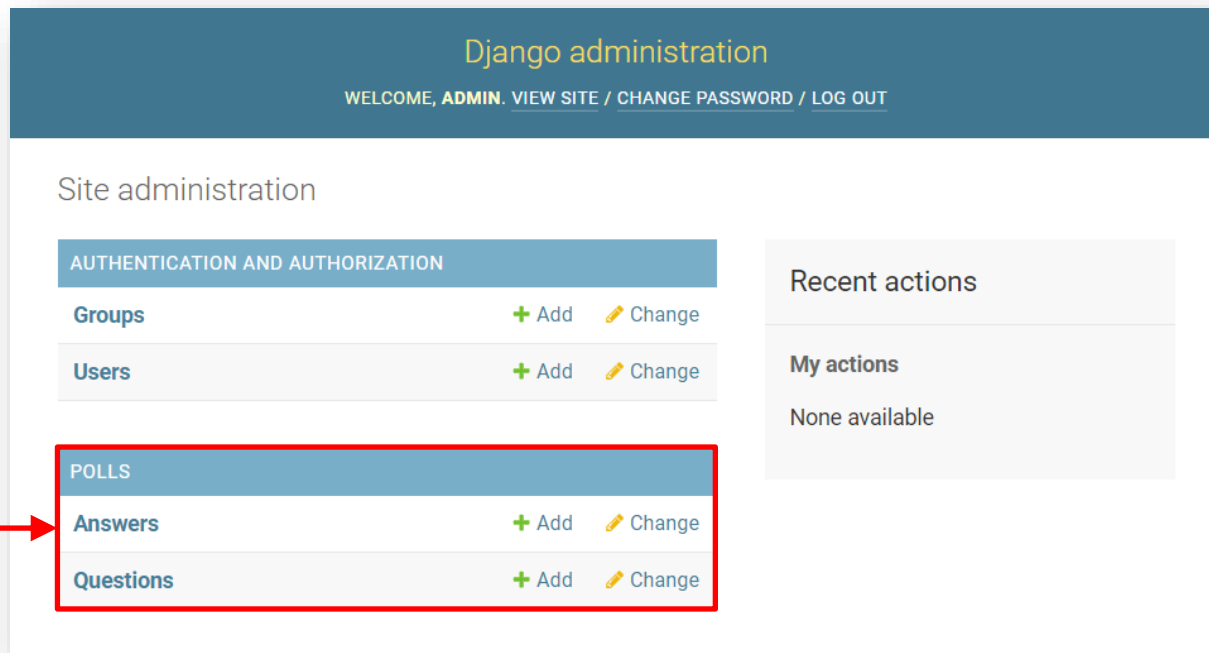 Django administration
WELCOME, ADMIN. VIEW SITE / CHANGE PASSWORD / LOG OUT
Site administration
AUTHENTICATION AND AUTHORIZATION
Groups Add Change
Users Add Change
POLLS
Answers Add Change
Questions Add Change
Recent actions
My actions
None available